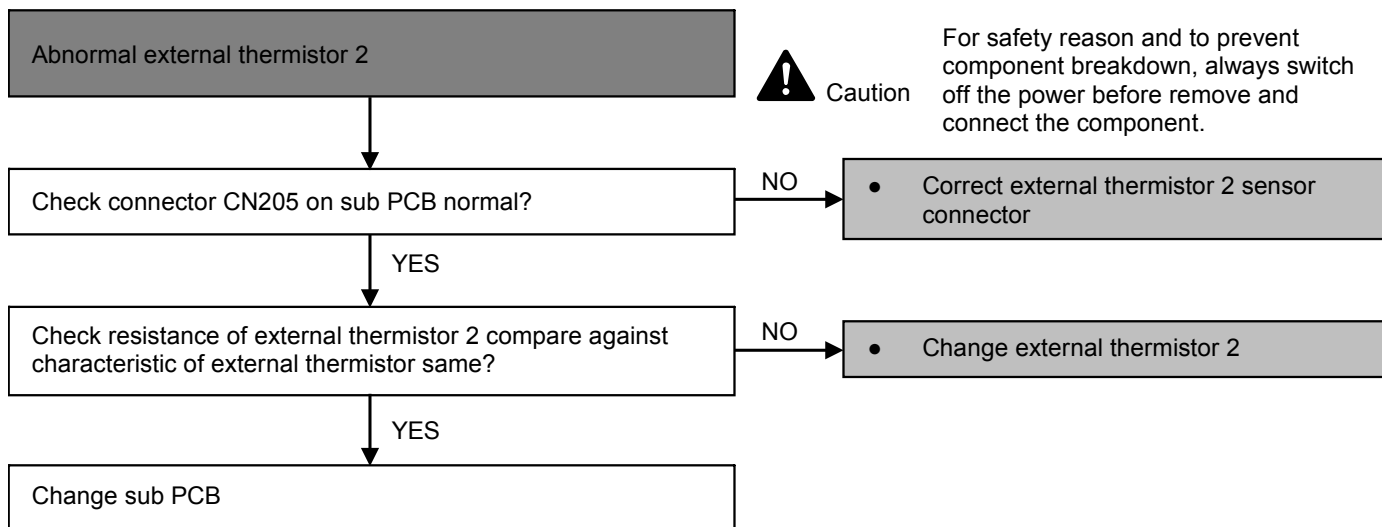 Abnormal external thermistor 2
Caution
For safety reason and to prevent
component breakdown, always switch
off the power before remove and
connect the component.
Check connector CN205 on sub PCB normal?
NO
● Correct external thermistor 2 sensor
connector
YES
Check resistance of external thermistor 2 compare against
characteristic of external thermistor same?
NO
● Change external thermistor 2
YES
Change sub PCB